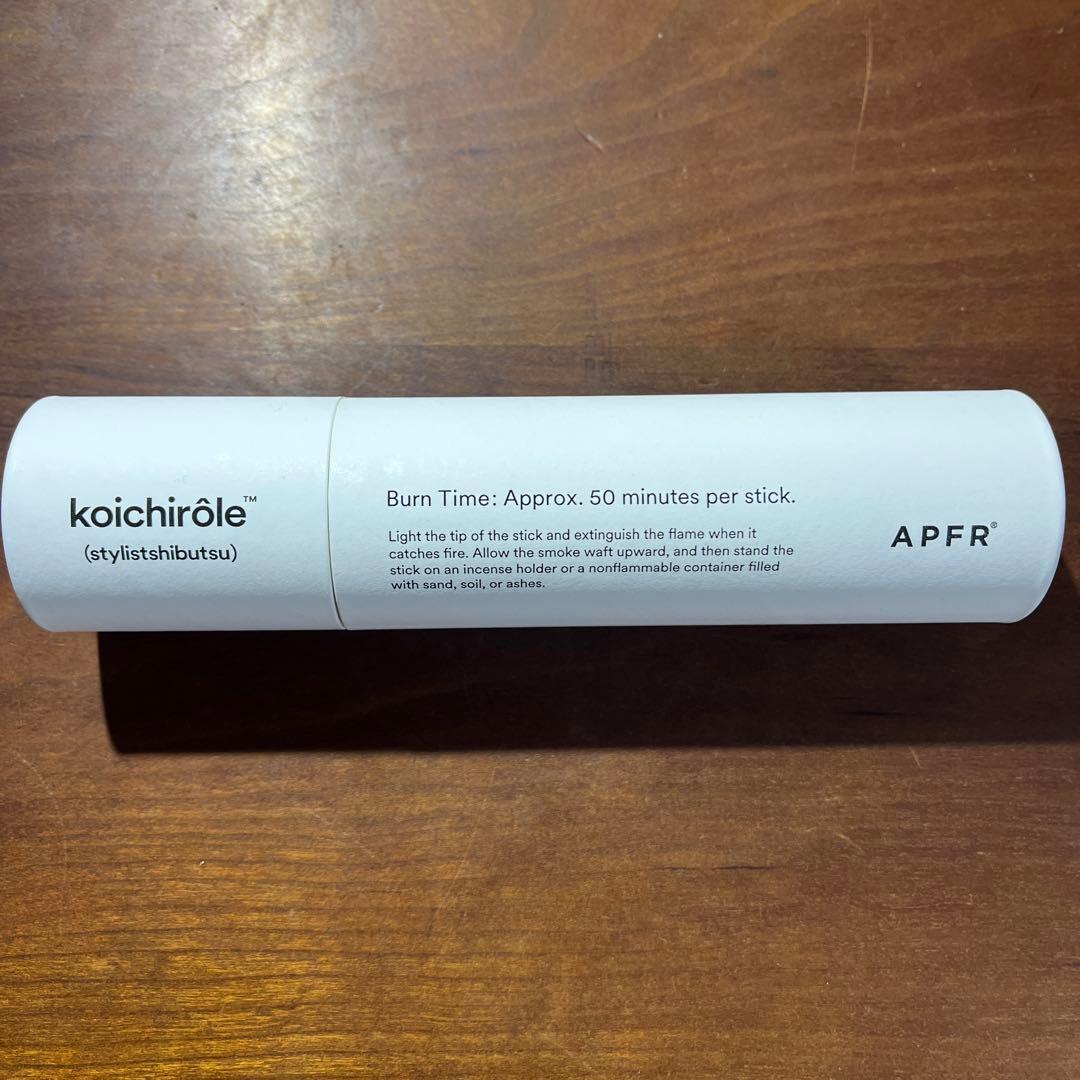 koichirôle™
(stylistshibutsu)
Burn Time: Approx. 50 minutes per stick.
Light the tip of the stick and extinguish the flame when it
catches fire. Allow the smoke waft upward, and then stand the
stick on an incense holder or a nonflammable container filled
with sand, soil, or ashes.
APFR®